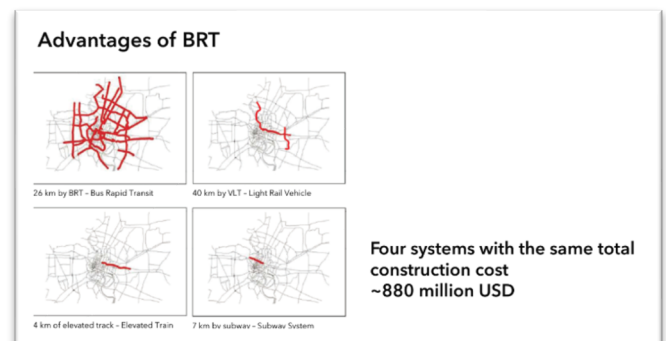 Advantages of BRT
26 km by BRT – Bus Rapid Transit
40 km by VLT – Light Rail Vehicle
4 km of elevated track – Elevated Train
7 km by subway – Subway System
Four systems with the same total
construction cost
~880 million USD